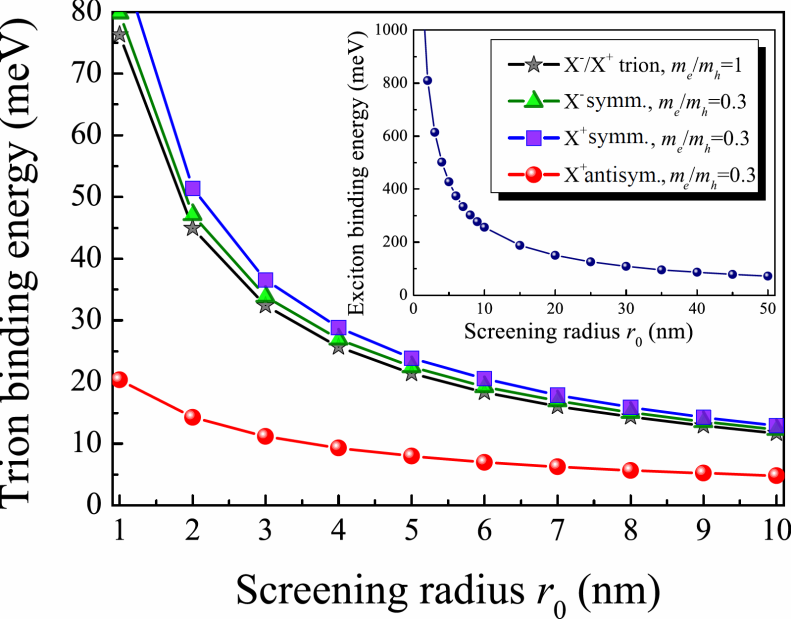 Trion binding energy (meV)
80
70
60
50
40
30
20
10
0
1 2 3 4 5 6 7 8 9 10
Screening radius r₀ (nm)
Exciton binding energy (meV)
1000
800
600
400
200
0
0 10 20 30 40 50
Screening radius r₀ (nm)
X⁻/X⁺ trion, mₑ/mₕ=1
X⁻symm., mₑ/mₕ=0.3
X⁺symm., mₑ/mₕ=0.3
X⁺antisym., mₑ/mₕ=0.3